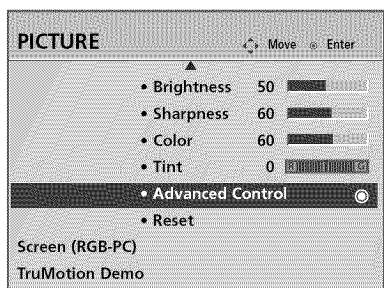 PICTURE Move Enter
• Brightness 50
• Sharpness 60
• Color 60
• Tint 0 R G
• Advanced Control
• Reset
Screen (RGB-PC)
TruMotion Demo